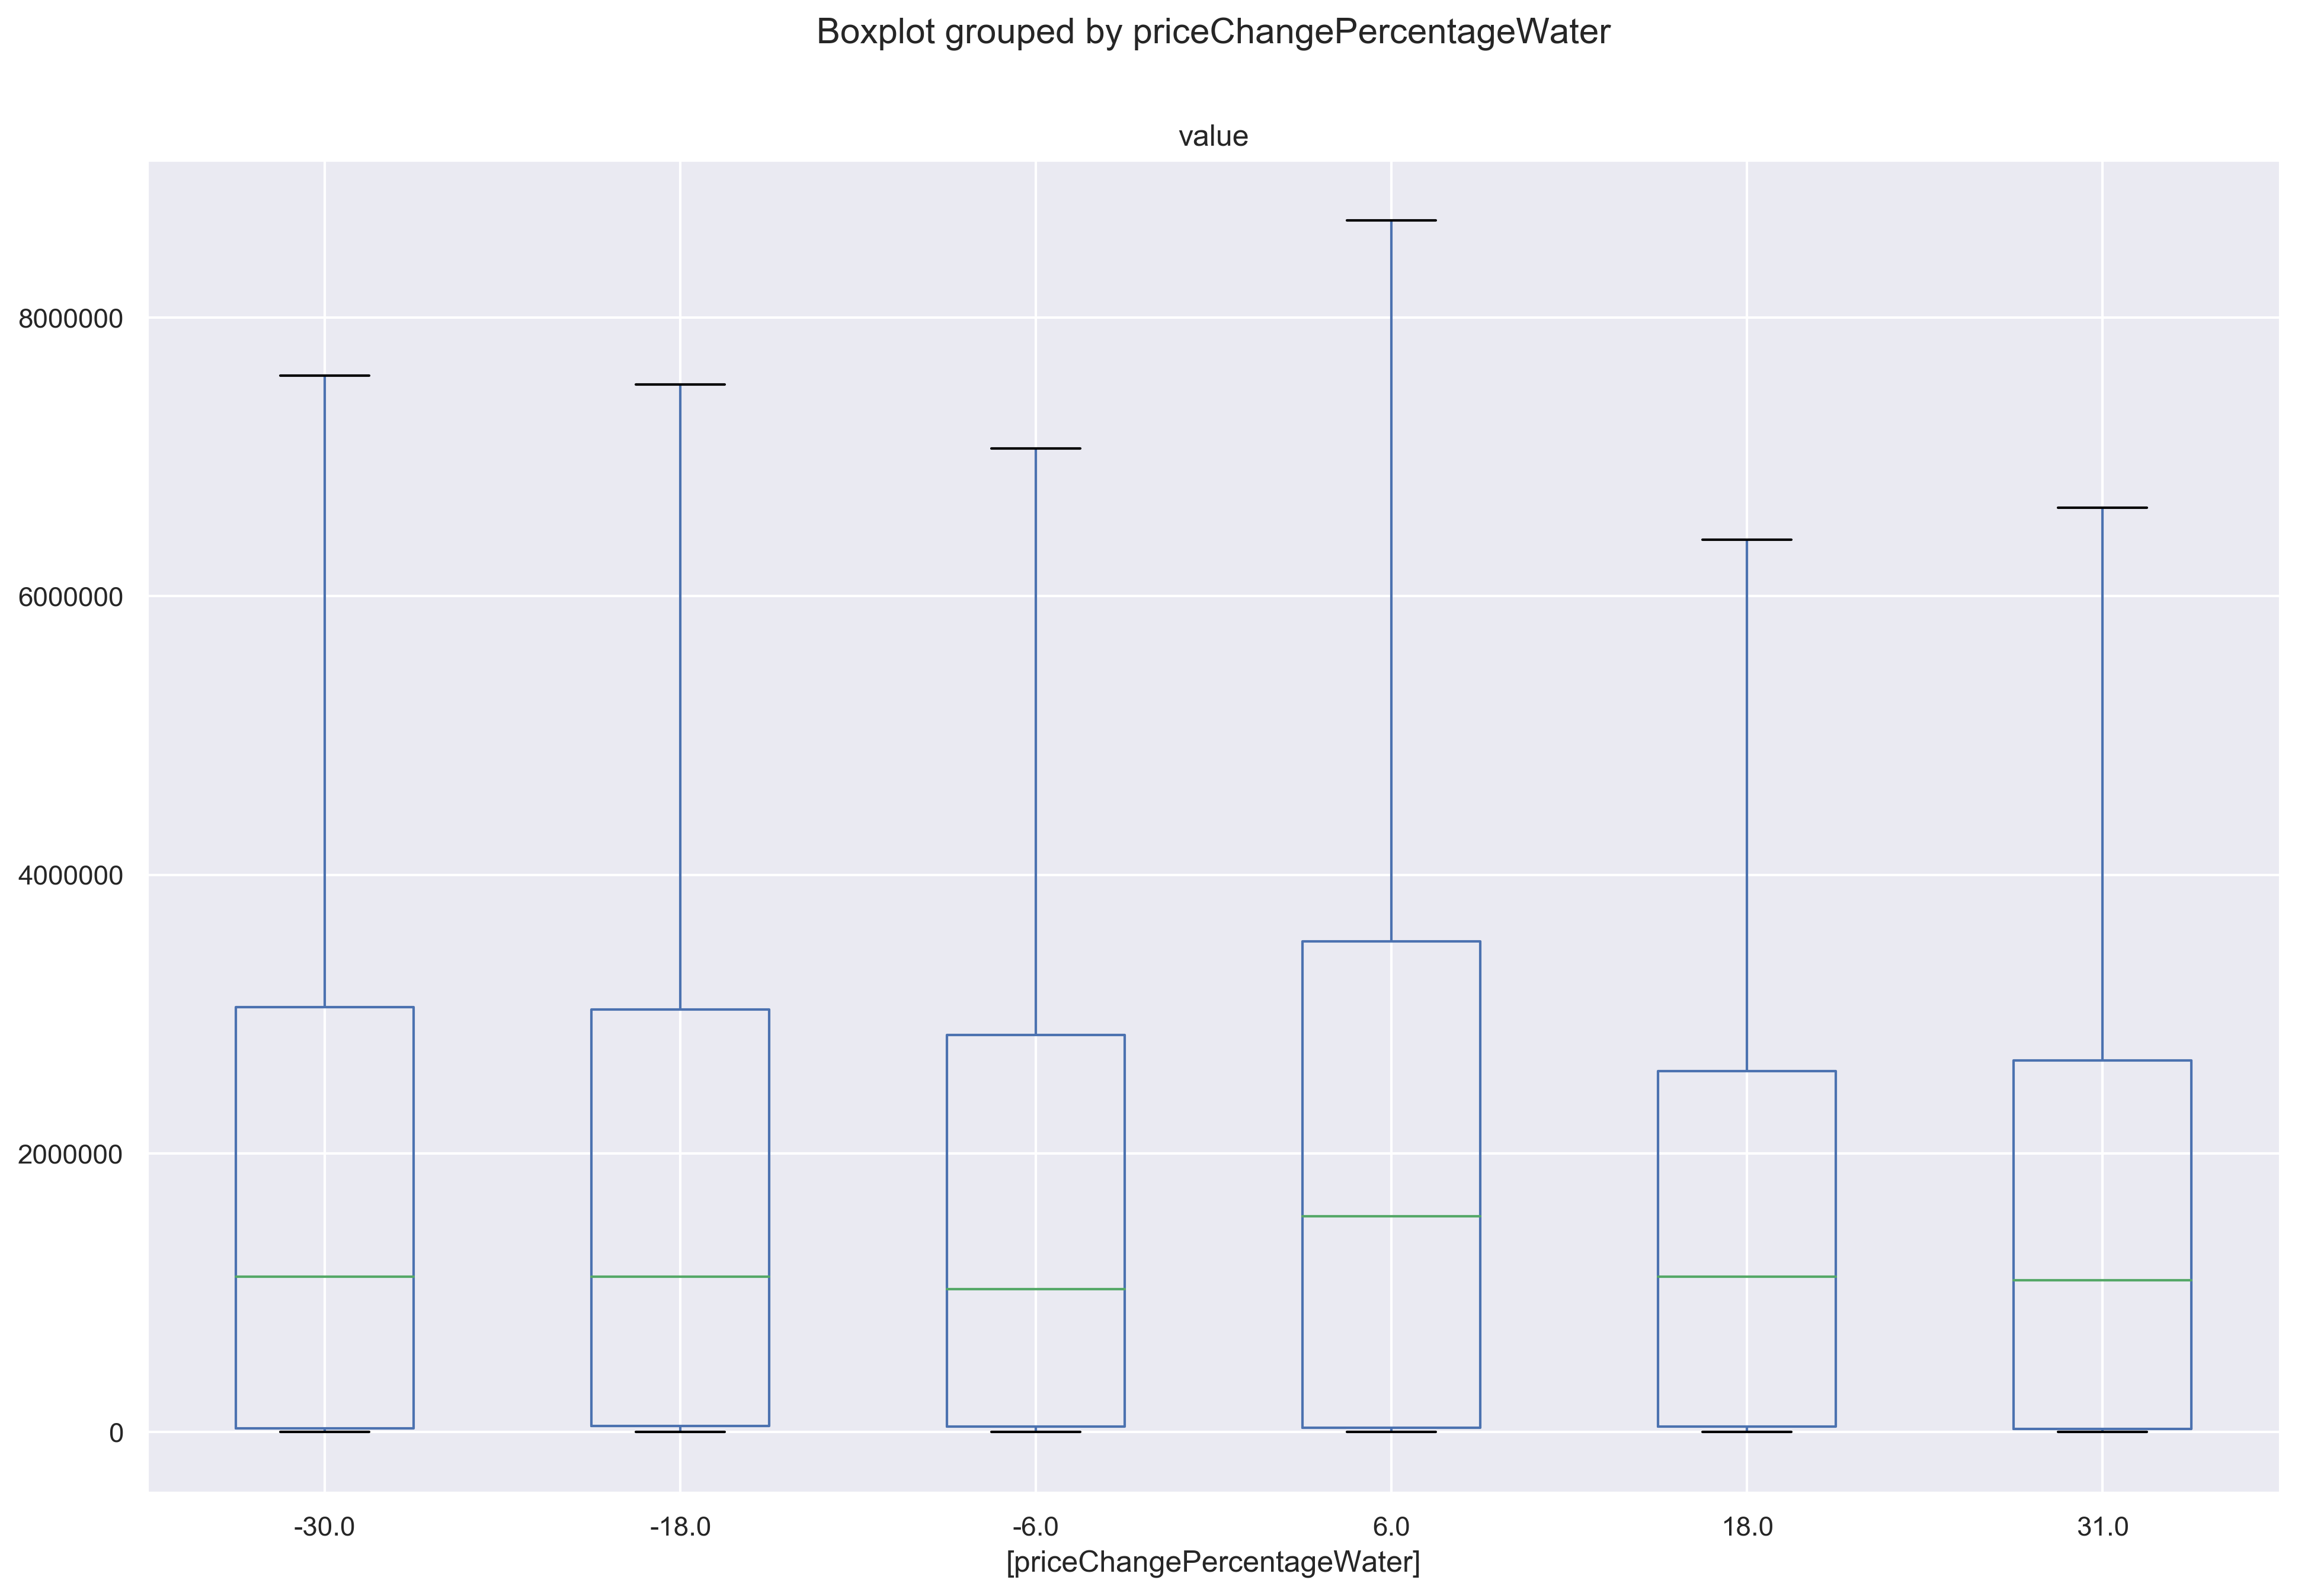 Boxplot grouped by priceChangePercentageWater
value
8000000
6000000
4000000
2000000
0
-30.0 -18.0 -6.0 6.0 18.0 31.0
[priceChangePercentageWater]